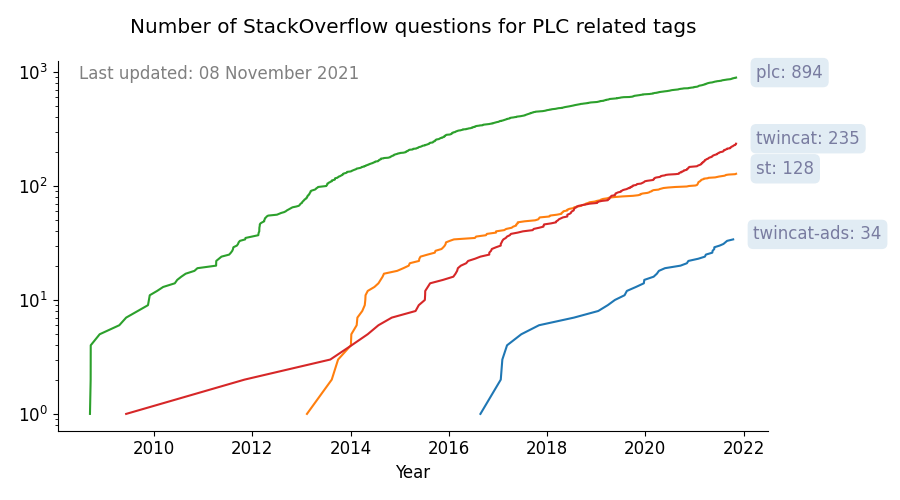 Number of StackOverflow questions for PLC related tags
Last updated: 08 November 2021
10³
10²
10¹
10⁰
plc: 894
twincat: 235
st: 128
twincat-ads: 34
2010 2012 2014 2016 2018 2020 2022
Year